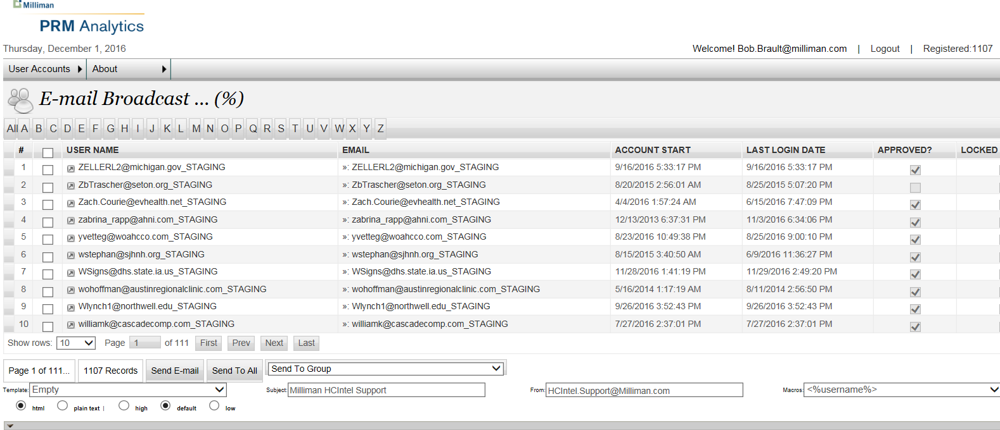 Milliman
PRM Analytics
Thursday, December 1, 2016 Welcome! Bob.Brault@milliman.com | Logout | Registered:1107
User Accounts About
E-mail Broadcast ... (%)
All A B C D E F G H I J K L M N O P Q R S T U V W X Y Z
# USER NAME EMAIL ACCOUNT START LAST LOGIN DATE APPROVED? LOCKED
1 ZELLERL2@michigan.gov_STAGING »: ZELLERL2@michigan.gov_STAGING 9/16/2016 5:33:17 PM 9/16/2016 5:33:17 PM
2 ZbTrascher@seton.org_STAGING »: ZbTrascher@seton.org_STAGING 8/20/2015 2:56:01 AM 8/25/2015 5:07:20 PM
3 Zach.Courie@evhealth.net_STAGING »: Zach.Courie@evhealth.net_STAGING 4/4/2016 1:57:24 AM 6/15/2016 7:47:09 PM
4 zabrina_rapp@ahni.com_STAGING »: zabrina_rapp@ahni.com_STAGING 12/13/2013 6:37:31 PM 11/3/2016 6:34:06 PM
5 yvetteg@woahcco.com_STAGING »: yvetteg@woahcco.com_STAGING 8/23/2016 10:49:38 PM 8/25/2016 9:00:10 PM
6 wstephan@sjhnh.org_STAGING »: wstephan@sjhnh.org_STAGING 8/15/2015 3:40:50 AM 6/9/2016 11:36:27 PM
7 WSigns@dhs.state.ia.us_STAGING »: WSigns@dhs.state.ia.us_STAGING 11/28/2016 1:41:19 PM 11/29/2016 2:49:20 PM
8 wohoffman@austinregionalclinic.com_STAGING »: wohoffman@austinregionalclinic.com_STAGING 5/16/2014 1:17:19 AM 8/11/2014 2:56:50 PM
9 Wlynch1@northwell.edu_STAGING »: Wlynch1@northwell.edu_STAGING 9/26/2016 3:52:43 PM 9/26/2016 3:52:43 PM
10 williamk@cascadecomp.com_STAGING »: williamk@cascadecomp.com_STAGING 7/27/2016 2:37:01 PM 7/27/2016 2:37:01 PM
Show rows: 10 Page 1 of 111 First Prev Next Last
Page 1 of 111... 1107 Records Send E-mail Send To All Send To Group
Template: Empty Subject: Milliman HCIntel Support From: HCIntel.Support@Milliman.com Macros: <%username%>
html plain text | high default low